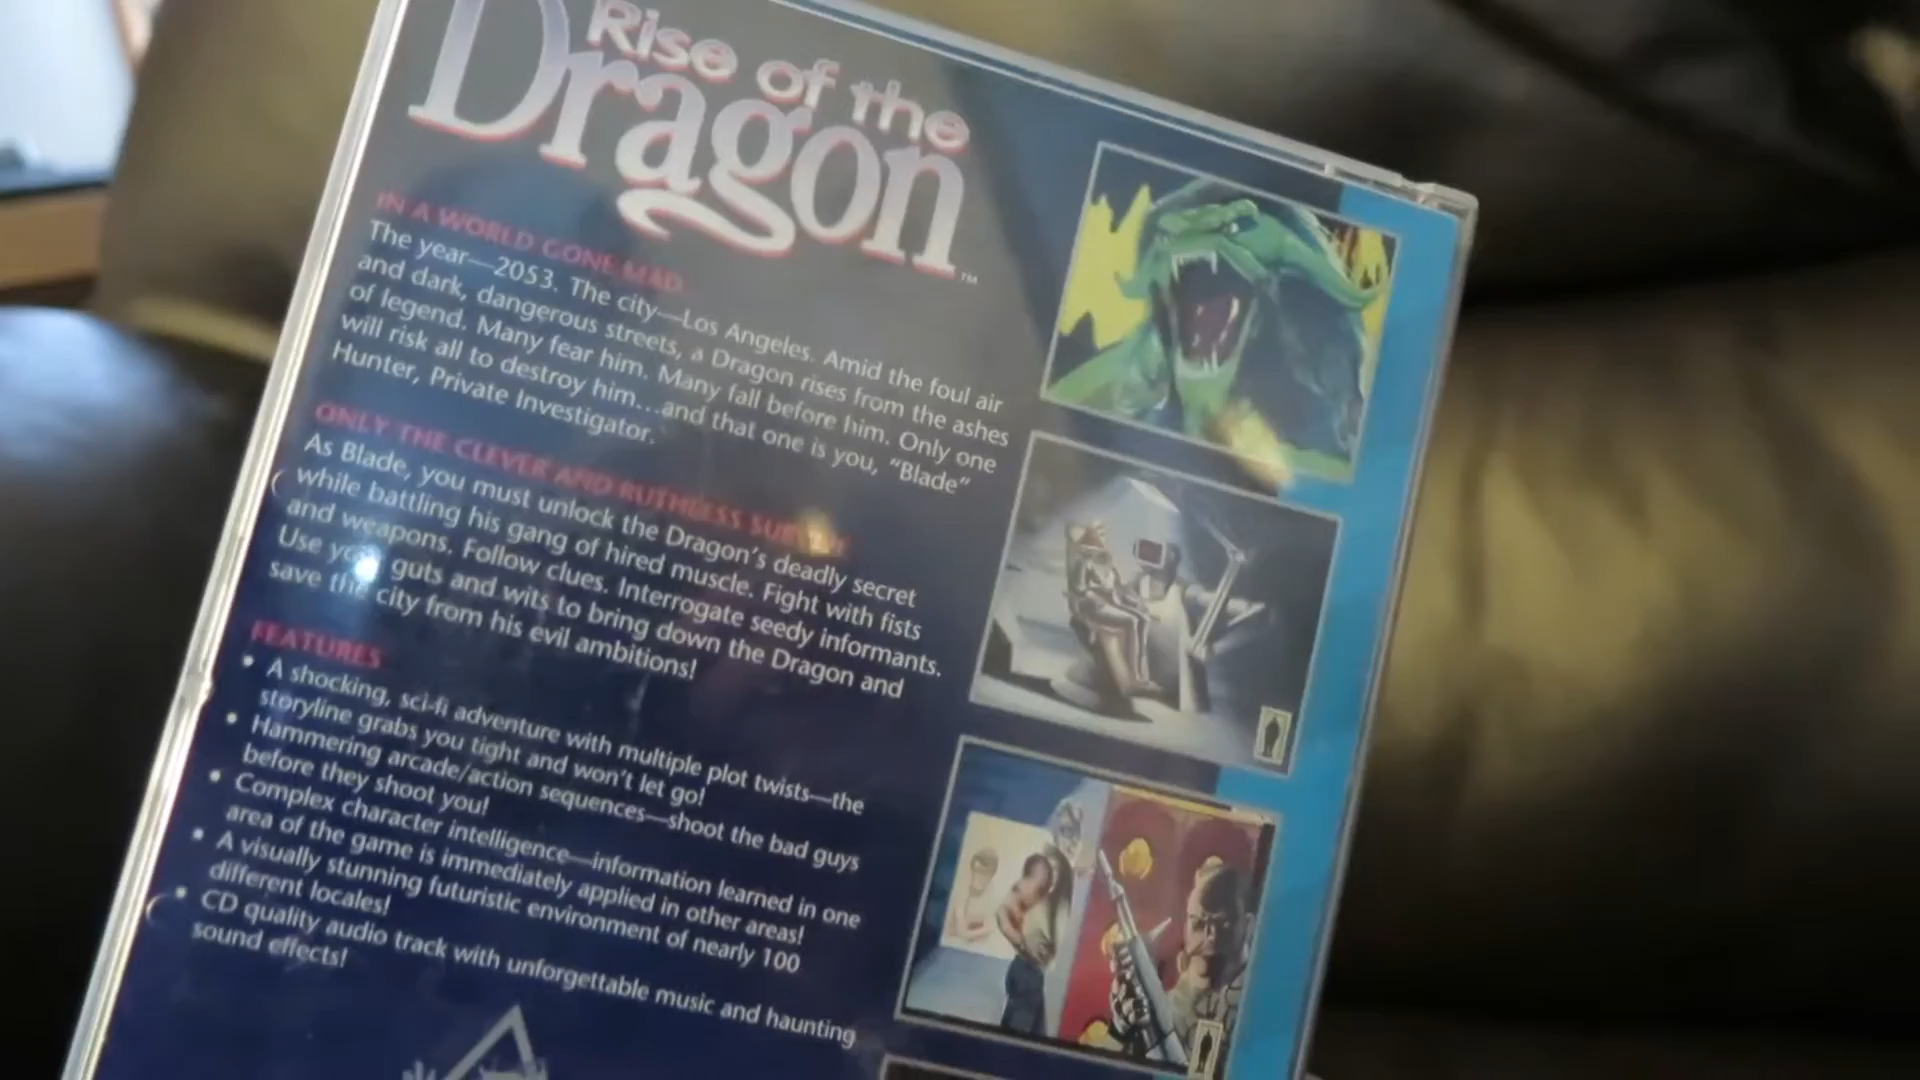 Rise of the
Dragon™
IN A WORLD GONE MAD
The year—2053. The city—Los Angeles. Amid the foul air
and dark, dangerous streets, a Dragon rises from the ashes
of legend. Many fear him. Many fall before him. Only one
will risk all to destroy him...and that one is you, “Blade”
Hunter, Private Investigator.
ONLY THE CLEVER AND RUTHLESS
As Blade, you must unlock the Dragon's deadly secret
while battling his gang of hired muscle. Fight with fists
and weapons. Follow clues. Interrogate seedy informants.
Use your guts and wits to bring down the Dragon and
save the city from his evil ambitions!
FEATURES
• A shocking, sci-fi adventure with multiple plot twists—the
storyline grabs you tight and won't let go!
• Hammering arcade/action sequences—shoot the bad guys
before they shoot you!
• Complex character intelligence—information learned in one
area of the game is immediately applied in other areas!
• A visually stunning futuristic environment of nearly 100
different locales!
• CD quality audio track with unforgettable music and haunting
sound effects!